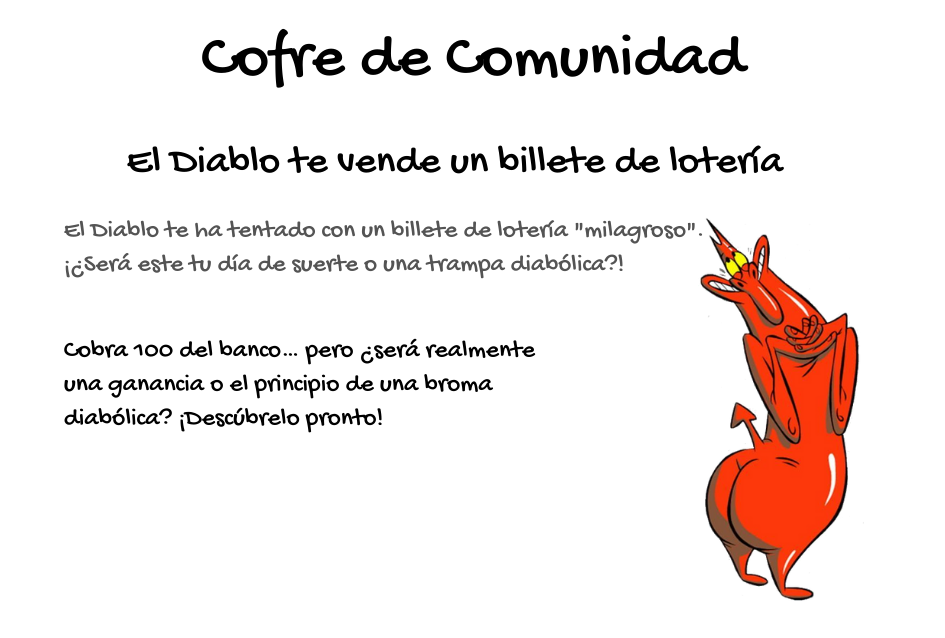 Cofre de Comunidad
El Diablo te vende un billete de lotería
El Diablo te ha tentado con un billete de lotería "milagroso".
¡¿Será este tu día de suerte o una trampa diabólica?!
Cobra 100 del banco... pero ¿será realmente
una ganancia o el principio de una broma
diabólica? ¡Descúbrelo pronto!